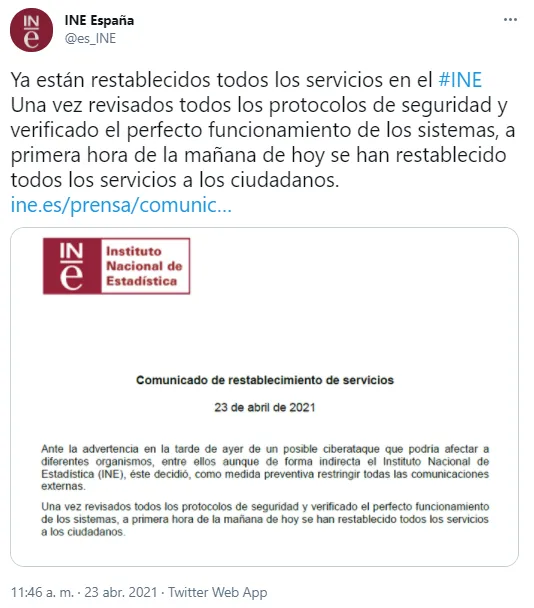 INE España
@es_INE
Ya están restablecidos todos los servicios en el #INE
Una vez revisados todos los protocolos de seguridad y
verificado el perfecto funcionamiento de los sistemas, a
primera hora de la mañana de hoy se han restablecido
todos los servicios a los ciudadanos.
ine.es/prensa/comunic...
INe Instituto
Nacional de
Estadística
Comunicado de restablecimiento de servicios
23 de abril de 2021
Ante la advertencia en la tarde de ayer de un posible ciberataque que podría afectar a
diferentes organismos, entre ellos aunque de forma indirecta el Instituto Nacional de
Estadística (INE), éste decidió, como medida preventiva restringir todas las comunicaciones
externas.
Una vez revisados todos los protocolos de seguridad y verificado el perfecto funcionamiento
de los sistemas, a primera hora de la mañana de hoy se han restablecido todos los servicios
a los ciudadanos.
11:46 a. m. · 23 abr. 2021 · Twitter Web App